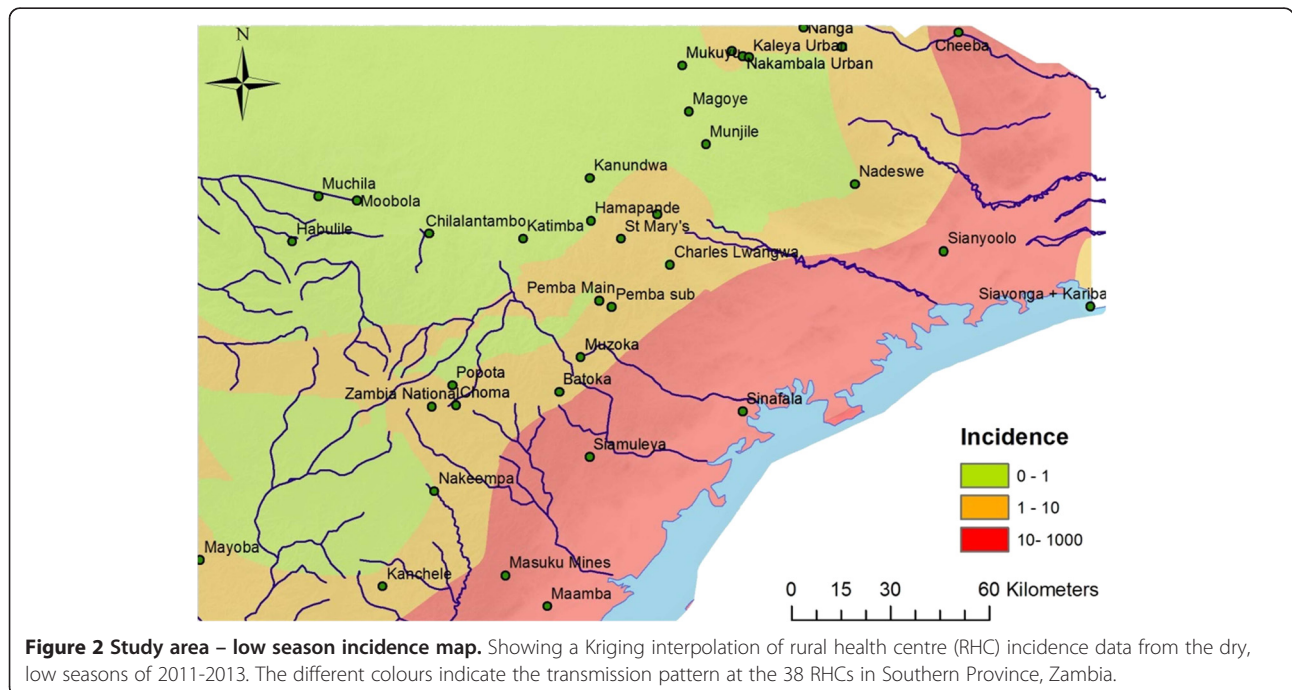 N
Nanga
Mukuyu
Kaleya Urban
Cheeba
Nakambala Urban
Magoye
Munjile
Kanundwa
Nadeswe
Muchila
Moobola
Hamapande
Habulile
Chilalantambo
Katimba
St Mary's
Charles Lwangwa
Sianyoolo
Pemba Main
Pemba sub
Siavonga + Kariba
Muzoka
Popota
Batoka
Zambia National
Choma
Sinafala
Siamuleya
Nakeempa
Mayoba
Kanchele
Masuku Mines
Maamba
Incidence
0 - 1
1 - 10
10- 1000
0 15 30 60 Kilometers
Figure 2 Study area – low season incidence map. Showing a Kriging interpolation of rural health centre (RHC) incidence data from the dry,
low seasons of 2011-2013. The different colours indicate the transmission pattern at the 38 RHCs in Southern Province, Zambia.